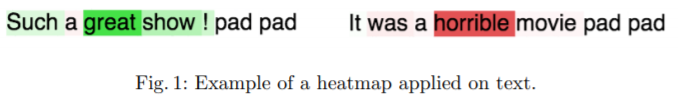 Such a great show ! pad pad It was a horrible movie pad pad
Fig. 1: Example of a heatmap applied on text.